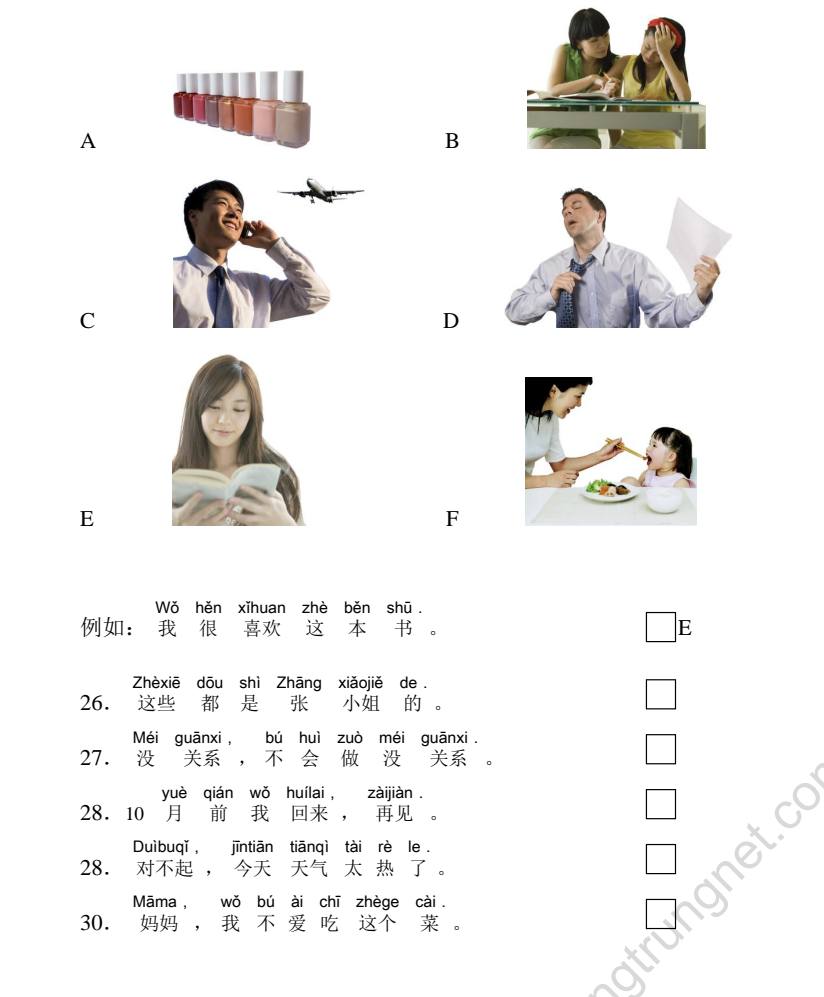 A
B
C
D
E
F
Wǒ hěn xǐhuan zhè běn shū .
例如： 我 很 喜欢 这 本 书 。 E
Zhèxiē dōu shì Zhāng xiǎojiě de .
26． 这些 都 是 张 小姐 的 。
Méi guānxi , bú huì zuò méi guānxi .
27． 没 关系 ， 不 会 做 没 关系 。
yuè qián wǒ huílai , zàijiàn .
28．10 月 前 我 回来 ， 再见 。
Duìbuqǐ , jīntiān tiānqì tài rè le .
28． 对不起 ， 今天 天气 太 热 了 。
Māma , wǒ bú ài chī zhège cài .
30． 妈妈 ， 我 不 爱 吃 这个 菜 。
ngtrungnet.com